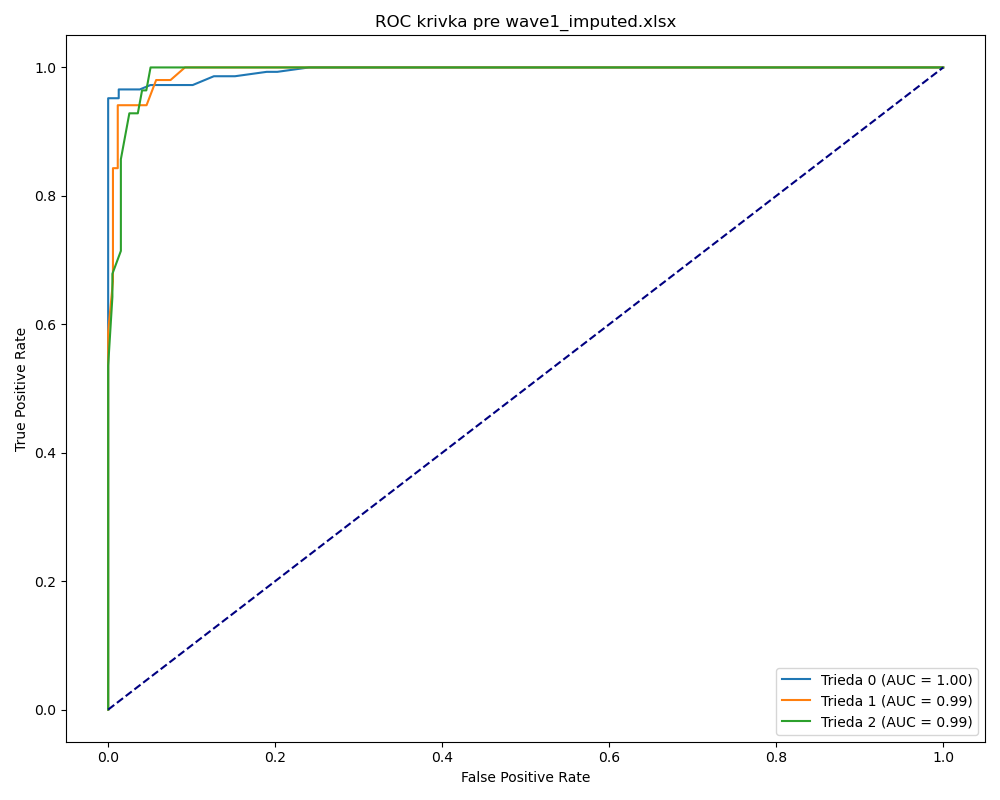 ROC krivka pre wave1_imputed.xlsx
True Positive Rate
1.0
0.8
0.6
0.4
0.2
0.0
0.0 0.2 0.4 0.6 0.8 1.0
False Positive Rate
Trieda 0 (AUC = 1.00)
Trieda 1 (AUC = 0.99)
Trieda 2 (AUC = 0.99)